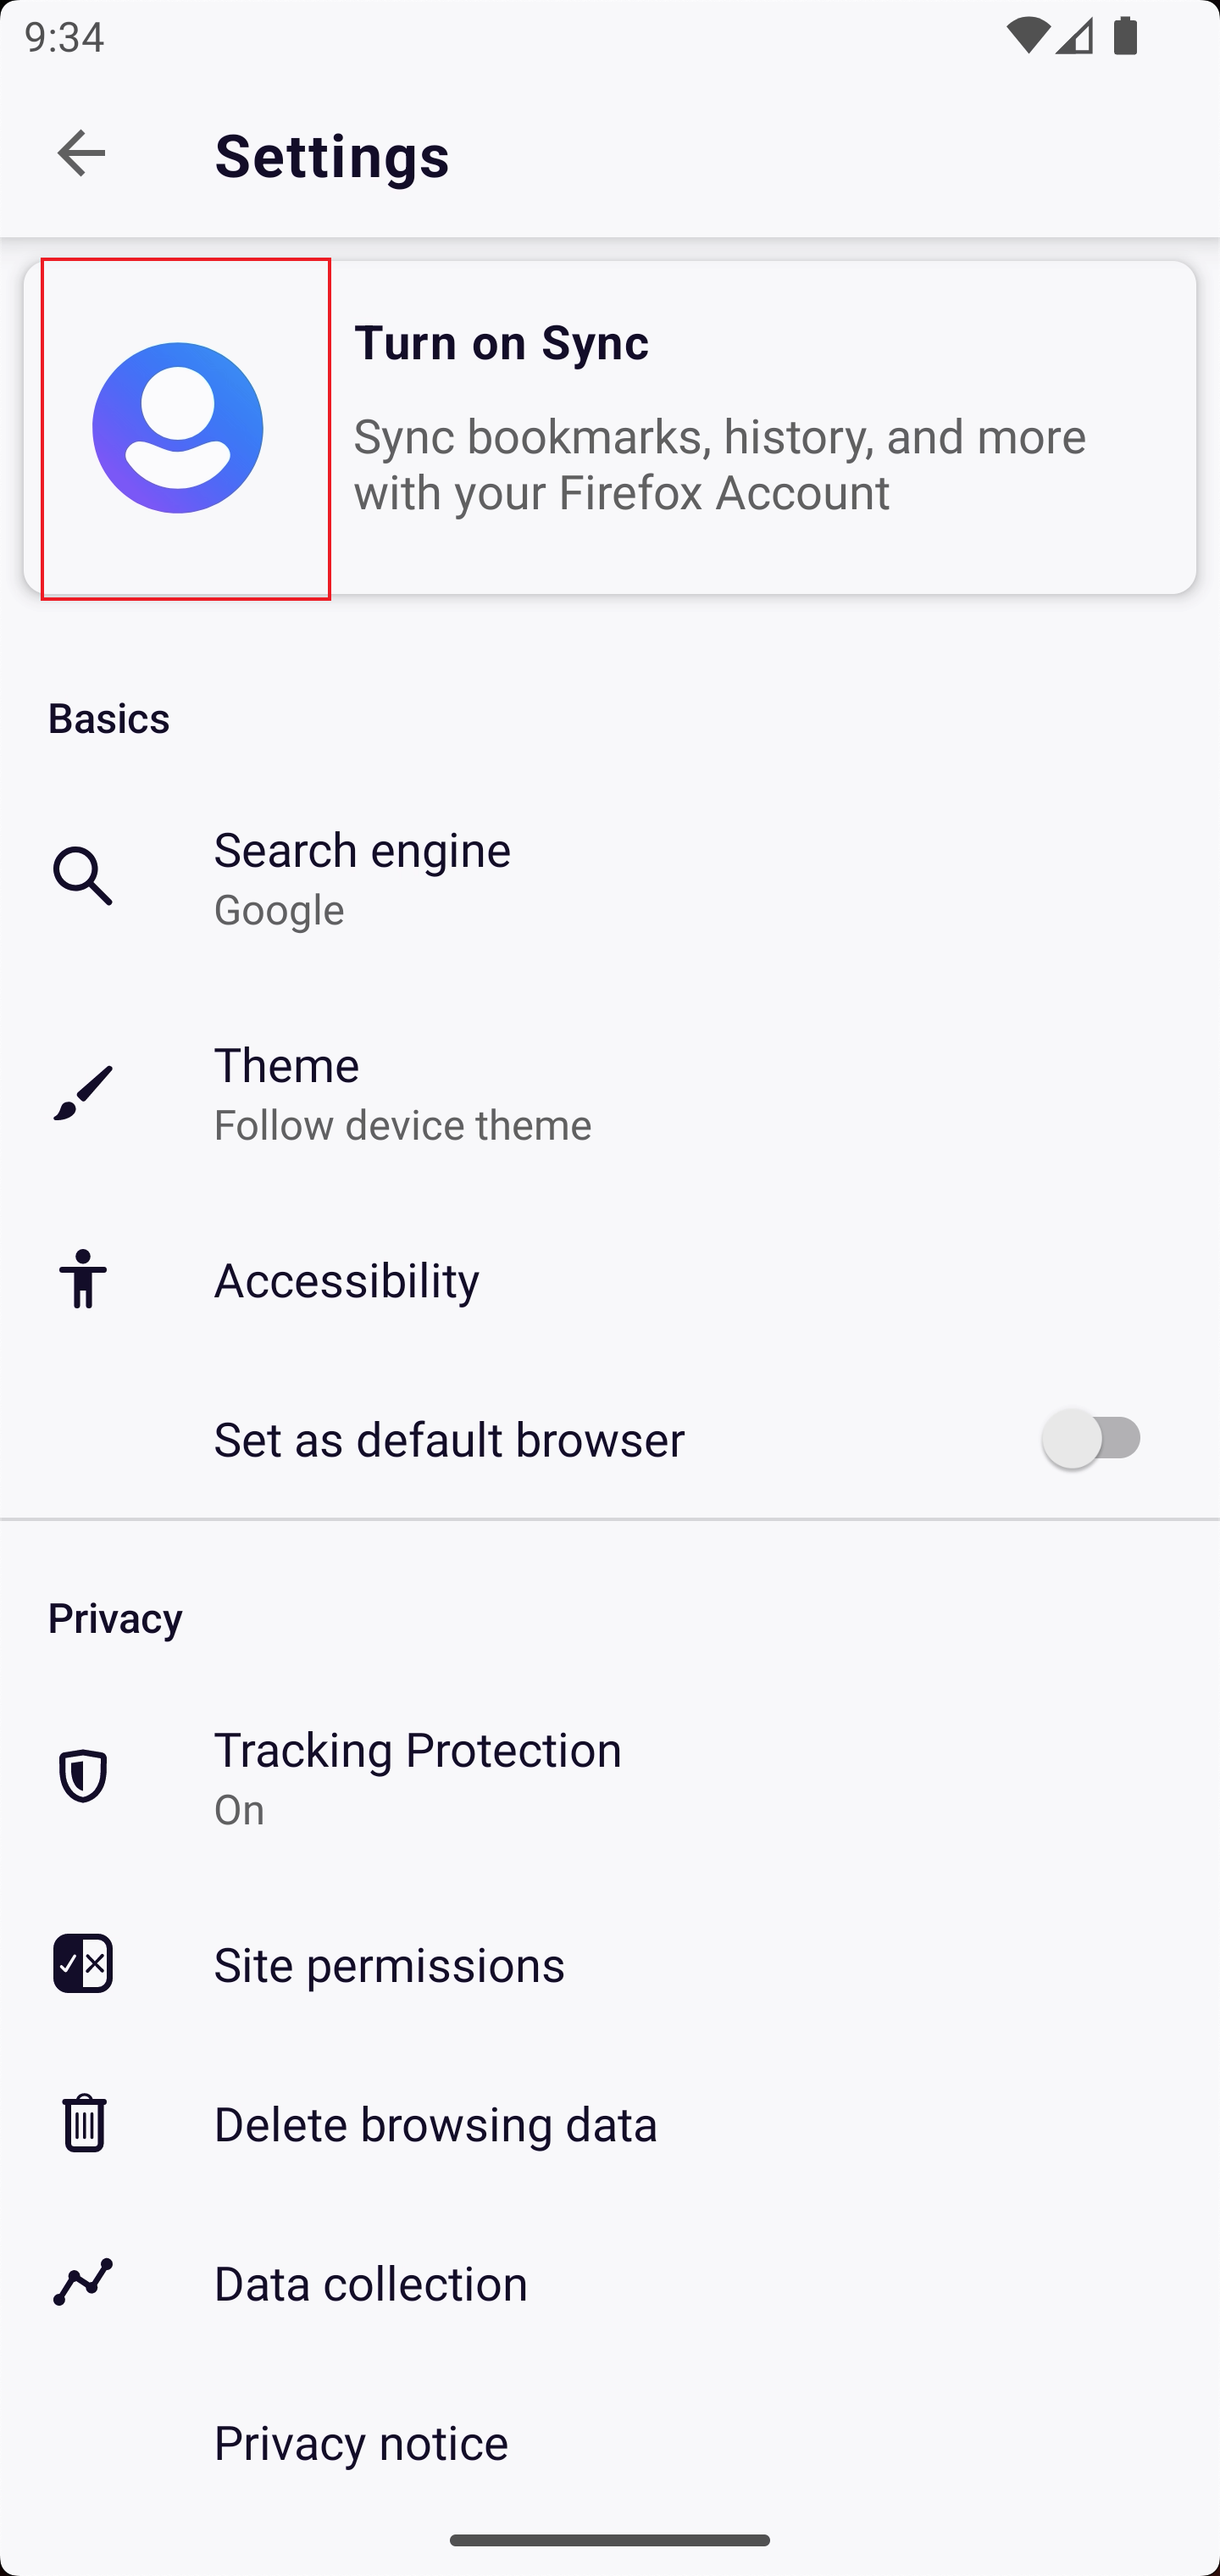 9:34
Settings
Turn on Sync
Sync bookmarks, history, and more
with your Firefox Account
Basics
Search engine
Google
Theme
Follow device theme
Accessibility
Set as default browser
Privacy
Tracking Protection
On
Site permissions
Delete browsing data
Data collection
Privacy notice